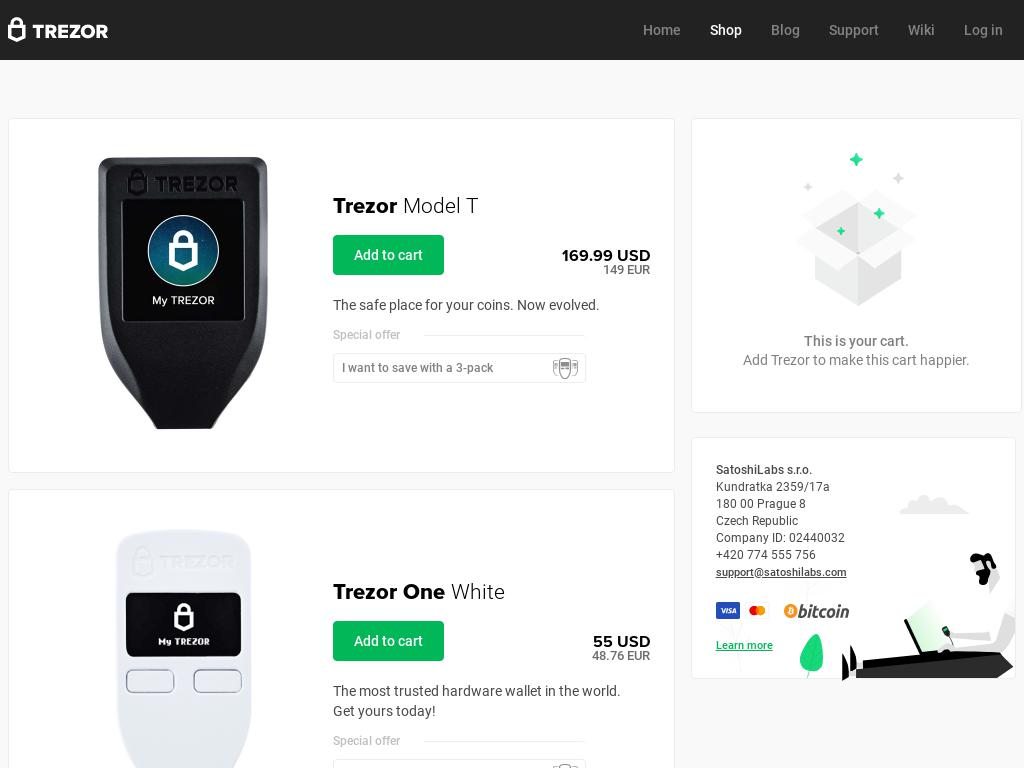 TREZOR
Home
Shop
Blog
Support
Wiki
Log in
TREZOR
My TREZOR
Trezor Model T
Add to cart
169.99 USD
149 EUR
The safe place for your coins. Now evolved.
Special offer
I want to save with a 3-pack
This is your cart.
Add Trezor to make this cart happier.
TREZOR
My TREZOR
Trezor One White
Add to cart
55 USD
48.76 EUR
The most trusted hardware wallet in the world.
Get yours today!
Special offer
SatoshiLabs s.r.o.
Kundratka 2359/17a
180 00 Prague 8
Czech Republic
Company ID: 02440032
+420 774 555 756
support@satoshilabs.com
VISA
bitcoin
Learn more